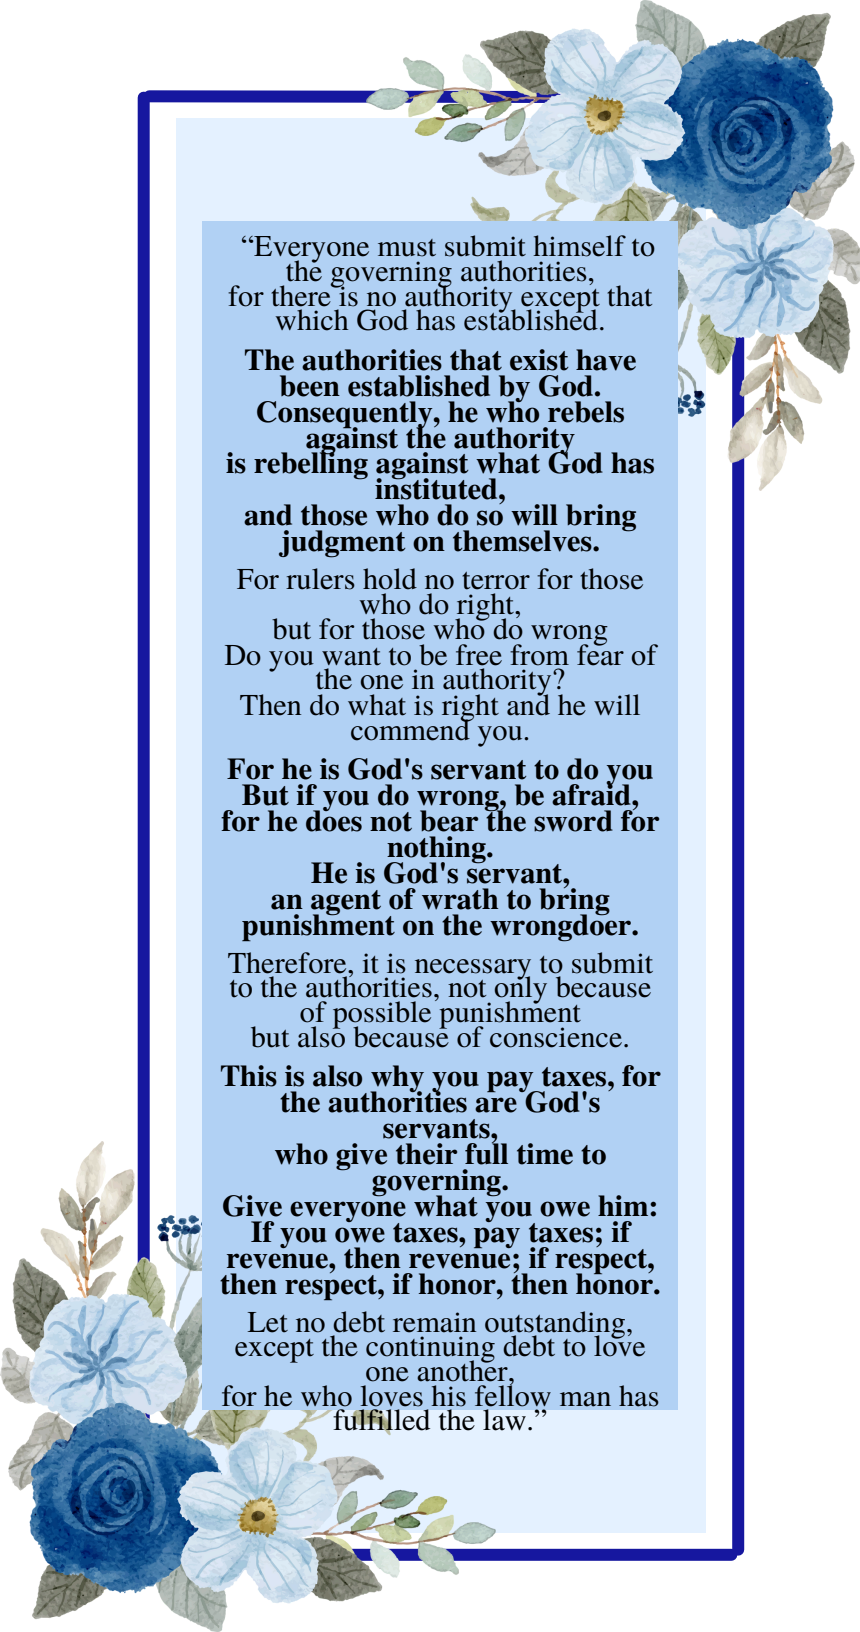 “Everyone must submit himself to
the governing authorities,
for there is no authority except that
which God has established.
The authorities that exist have
been established by God.
Consequently, he who rebels
against the authority
is rebelling against what God has
instituted,
and those who do so will bring
judgment on themselves.
For rulers hold no terror for those
who do right,
but for those who do wrong
Do you want to be free from fear of
the one in authority?
Then do what is right and he will
commend you.
For he is God's servant to do you
But if you do wrong, be afraid,
for he does not bear the sword for
nothing.
He is God's servant,
an agent of wrath to bring
punishment on the wrongdoer.
Therefore, it is necessary to submit
to the authorities, not only because
of possible punishment
but also because of conscience.
This is also why you pay taxes, for
the authorities are God's
servants,
who give their full time to
governing.
Give everyone what you owe him:
If you owe taxes, pay taxes; if
revenue, then revenue; if respect,
then respect, if honor, then honor.
Let no debt remain outstanding,
except the continuing debt to love
one another,
for he who loves his fellow man has
fulfilled the law.”